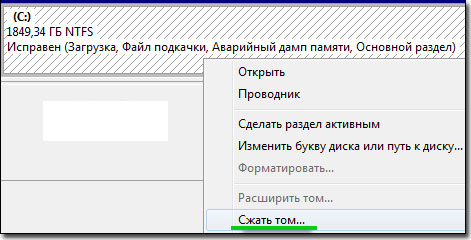 (C:)
1849,34 ГБ NTFS
Исправен (Загрузка, Файл подкачки, Аварийный дамп памяти, Основной раздел)
Открыть
Проводник
Сделать раздел активным
Изменить букву диска или путь к диску...
Форматировать...
Расширить том...
Сжать том...